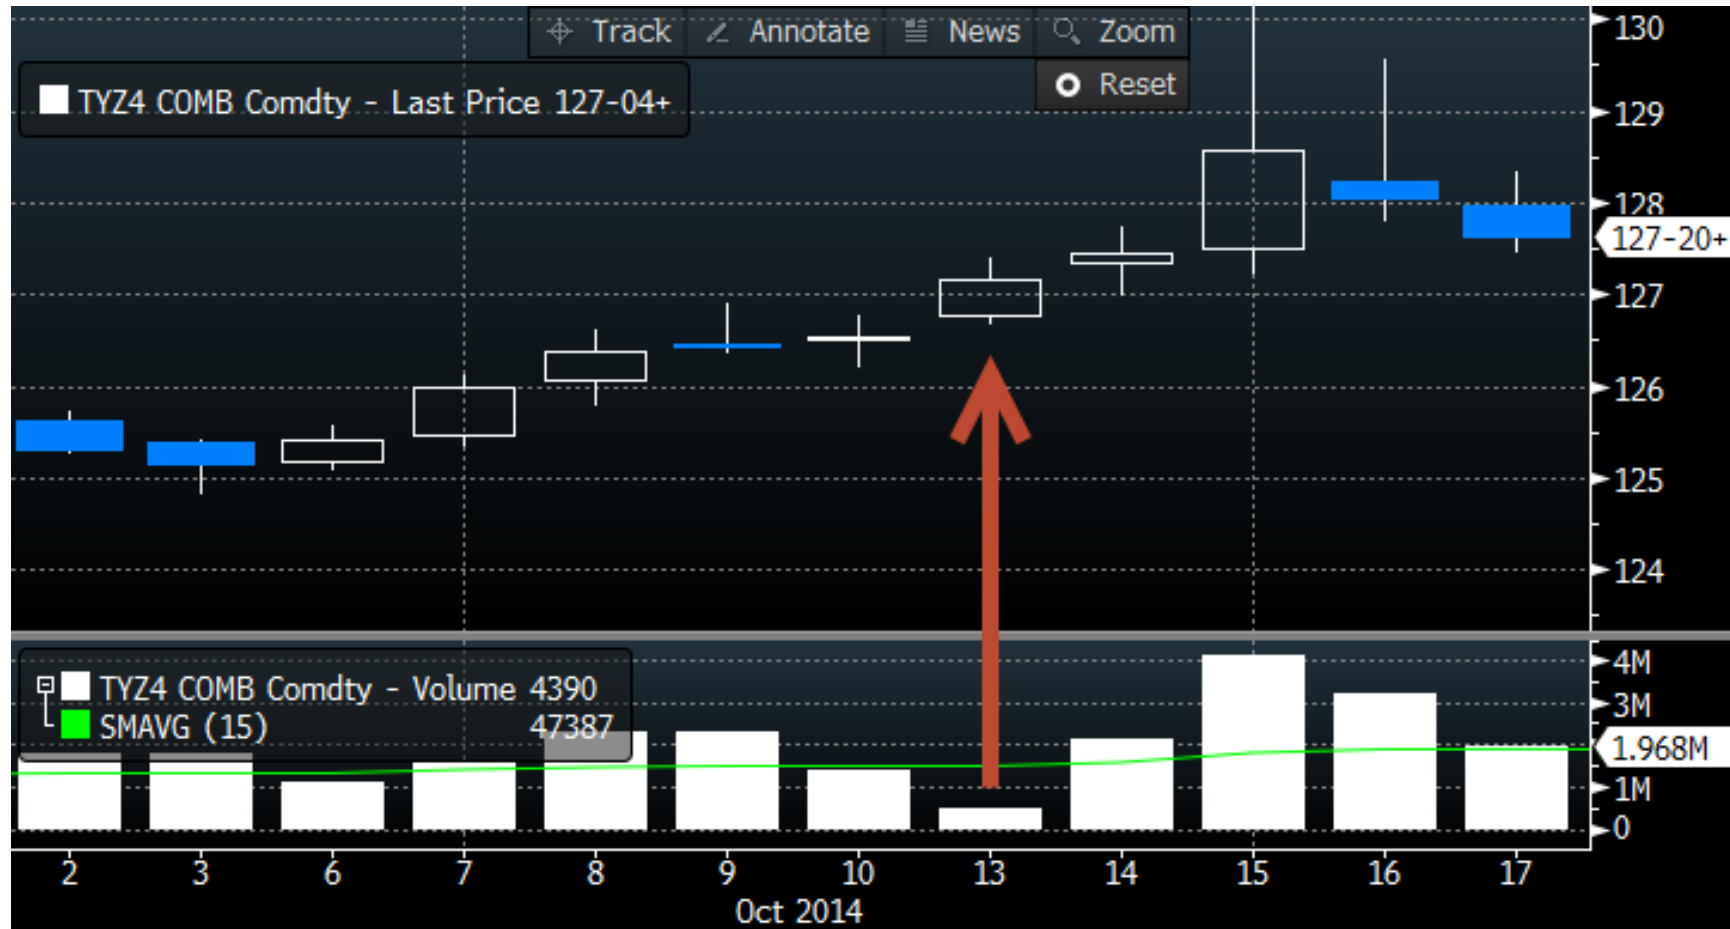 Track Annotate News Zoom
Reset
TYZ4 COMB Comdty - Last Price 127-04+
130
129
128
127-20+
127
126
125
124
TYZ4 COMB Comdty - Volume 4390
SMAVG (15) 47387
4M
3M
1.968M
1M
0
2 3 6 7 8 9 10 13 14 15 16 17
Oct 2014